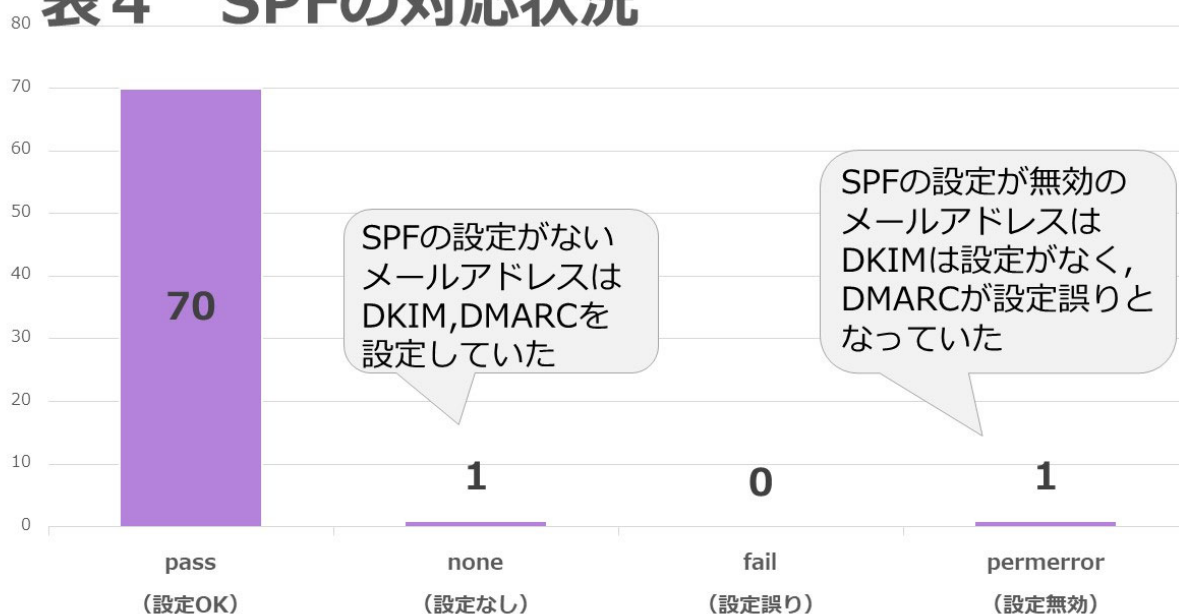 表４　SPFの対応状況
80
70
60
50
40
30
20
10
0
70
1
0
1
SPFの設定がない
メールアドレスは
DKIM,DMARCを
設定していた
SPFの設定が無効の
メールアドレスは
DKIMは設定がなく,
DMARCが設定誤りと
なっていた
pass
（設定OK）
none
（設定なし）
fail
（設定誤り）
permerror
（設定無効）